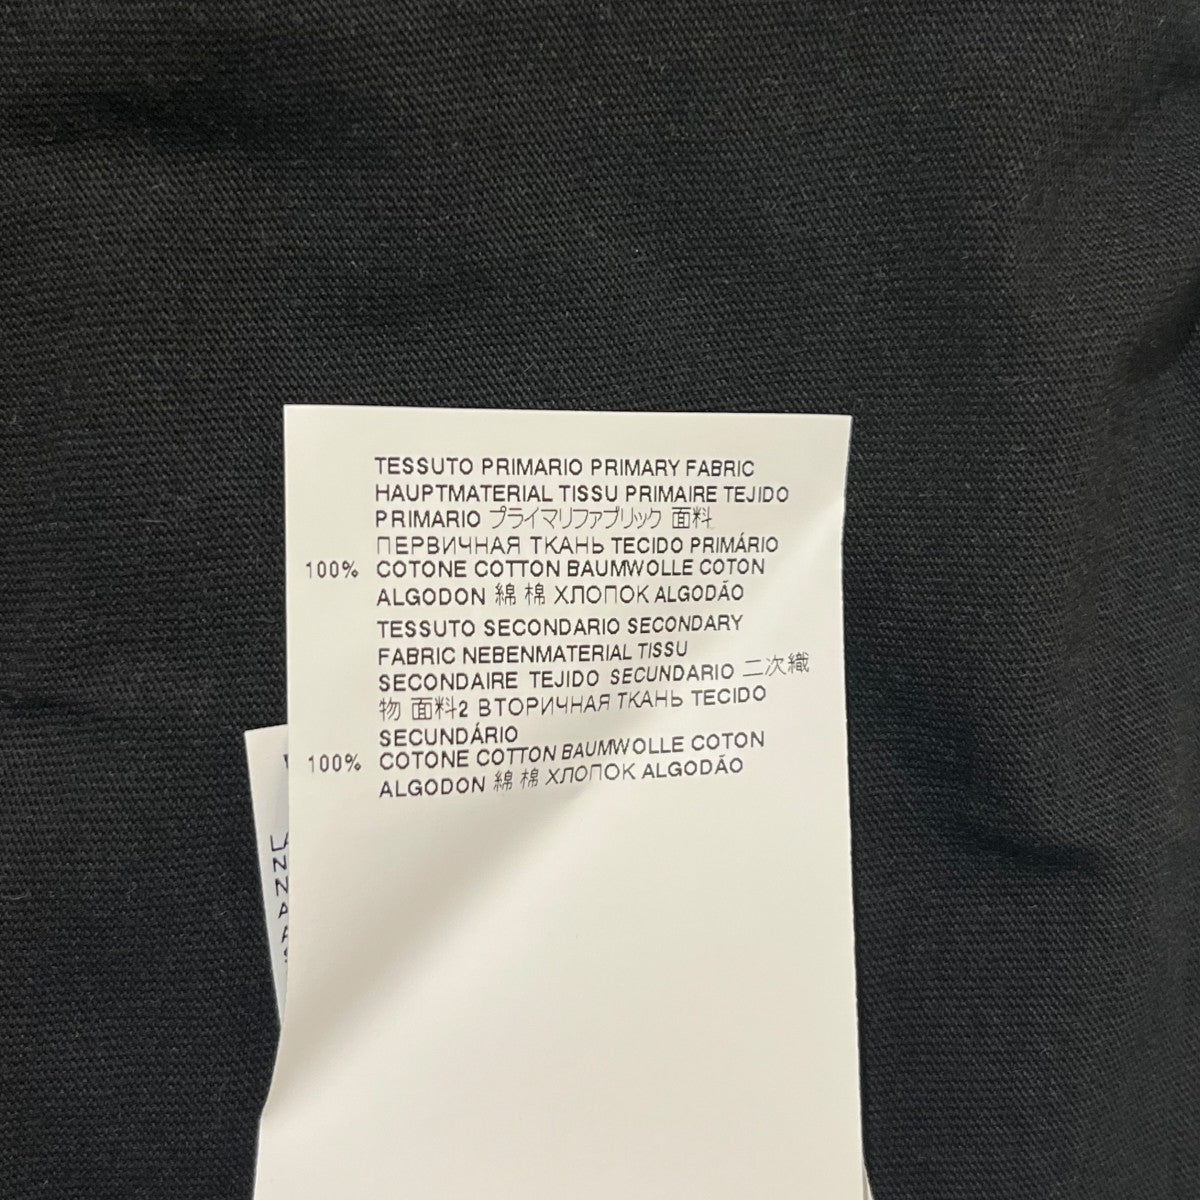 TESSUTO PRIMARIO PRIMARY FABRIC
HAUPTMATERIAL TISSU PRIMAIRE TEJIDO
PRIMARIO プライマリファブリック 面料
ПЕРВИЧНАЯ ТКАНЬ TECIDO PRIMÁRIO
100% COTONE COTTON BAUMWOLLE COTON
ALGODON 綿 棉 ХЛОПОК ALGODÃO
TESSUTO SECONDARIO SECONDARY
FABRIC NEBENMATERIAL TISSU
SECONDAIRE TEJIDO SECUNDARIO 二次織
物 面料2 ВТОРИЧНАЯ ТКАНЬ TECIDO
SECUNDÁRIO
100% COTONE COTTON BAUMWOLLE COTON
ALGODON 綿 棉 ХЛОПОК ALGODÃO